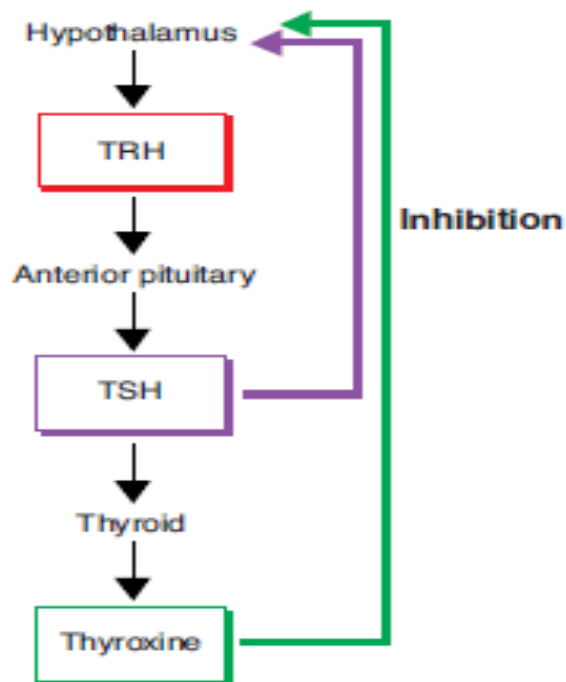 Hypothalamus
TRH
Inhibition
Anterior pituitary
TSH
Thyroid
Thyroxine